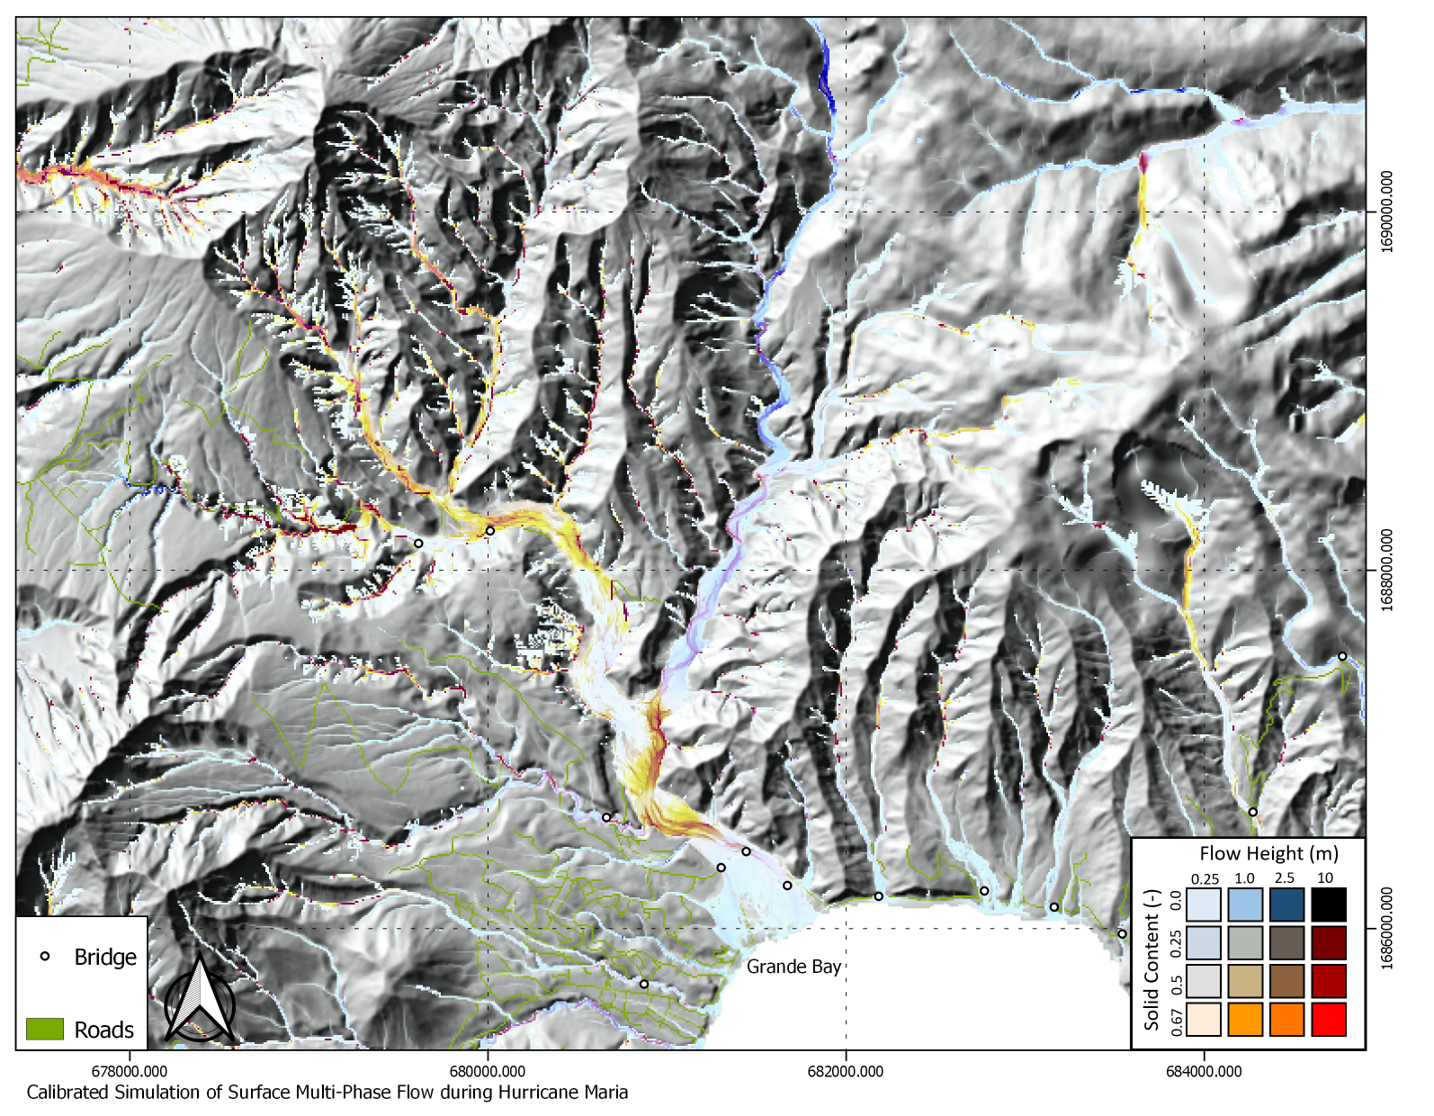 1690000.000
1688000.000
1686000.000
Grande Bay
Bridge
Roads
Flow Height (m)
0.25 1.0 2.5 10
Solid Content (-)
0.0
0.25
0.5
0.67
678000.000 680000.000 682000.000 684000.000
Calibrated Simulation of Surface Multi-Phase Flow during Hurricane Maria